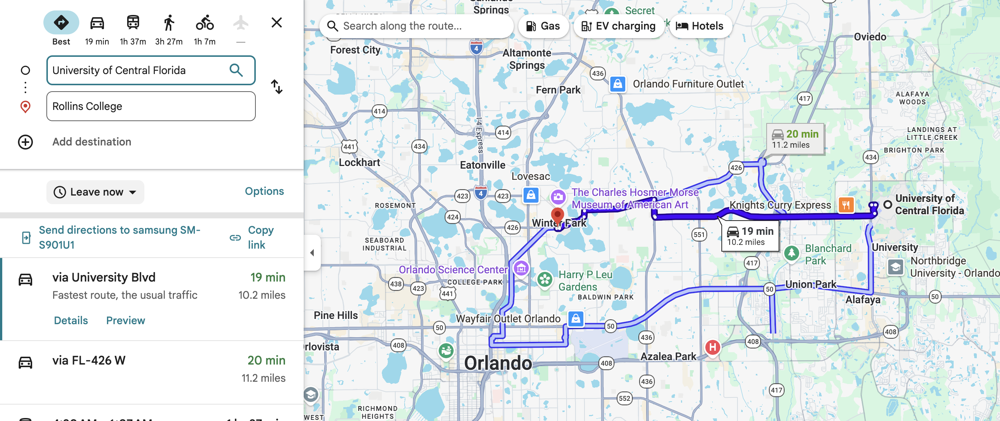 Best
19 min
1h 37m
3h 27m
1h 7m
—
University of Central Florida
Rollins College
Add destination
Leave now
Options
Send directions to samsung SM-
S901U1
Copy
link
via University Blvd
19 min
Fastest route, the usual traffic
10.2 miles
Details
Preview
via FL-426 W
20 min
11.2 miles
Search along the route...
Gas
EV charging
Hotels
Springs
Secret
Oviedo
Forest City
4
Altamonte
Springs
436
Orlando Furniture Outlet
Fern Park
417
ALAFAYA
WOODS
414
I-4 Express
414
20 min
11.2 miles
LANDINGS AT
LITTLE CREEK
441
434
BRIGHTON PARK
Lockhart
Eatonville
434
426
Lovesac
423
4
423
The Charles Hosmer Morse
Museum of American Art
ROSEMONT
Knights Curry Express
University of
Central Florida
424
426
Winter Park
19 min
10.2 miles
551
SEABOARD
INDUSTRIAL
Blanchard
Park
University
417
Northbridge
University - Orlando
Orlando Science Center
COLLEGE PARK
Harry P Leu
Gardens
438
423
441
BALDWIN PARK
50
Union Park
Alafaya
50
Pine Hills
Wayfair Outlet Orlando
50
50
408
436
rlovista
408
H
408
Orlando
408
Azalea Park
436
417
552
RICHMOND
HEIGHTS
WEST